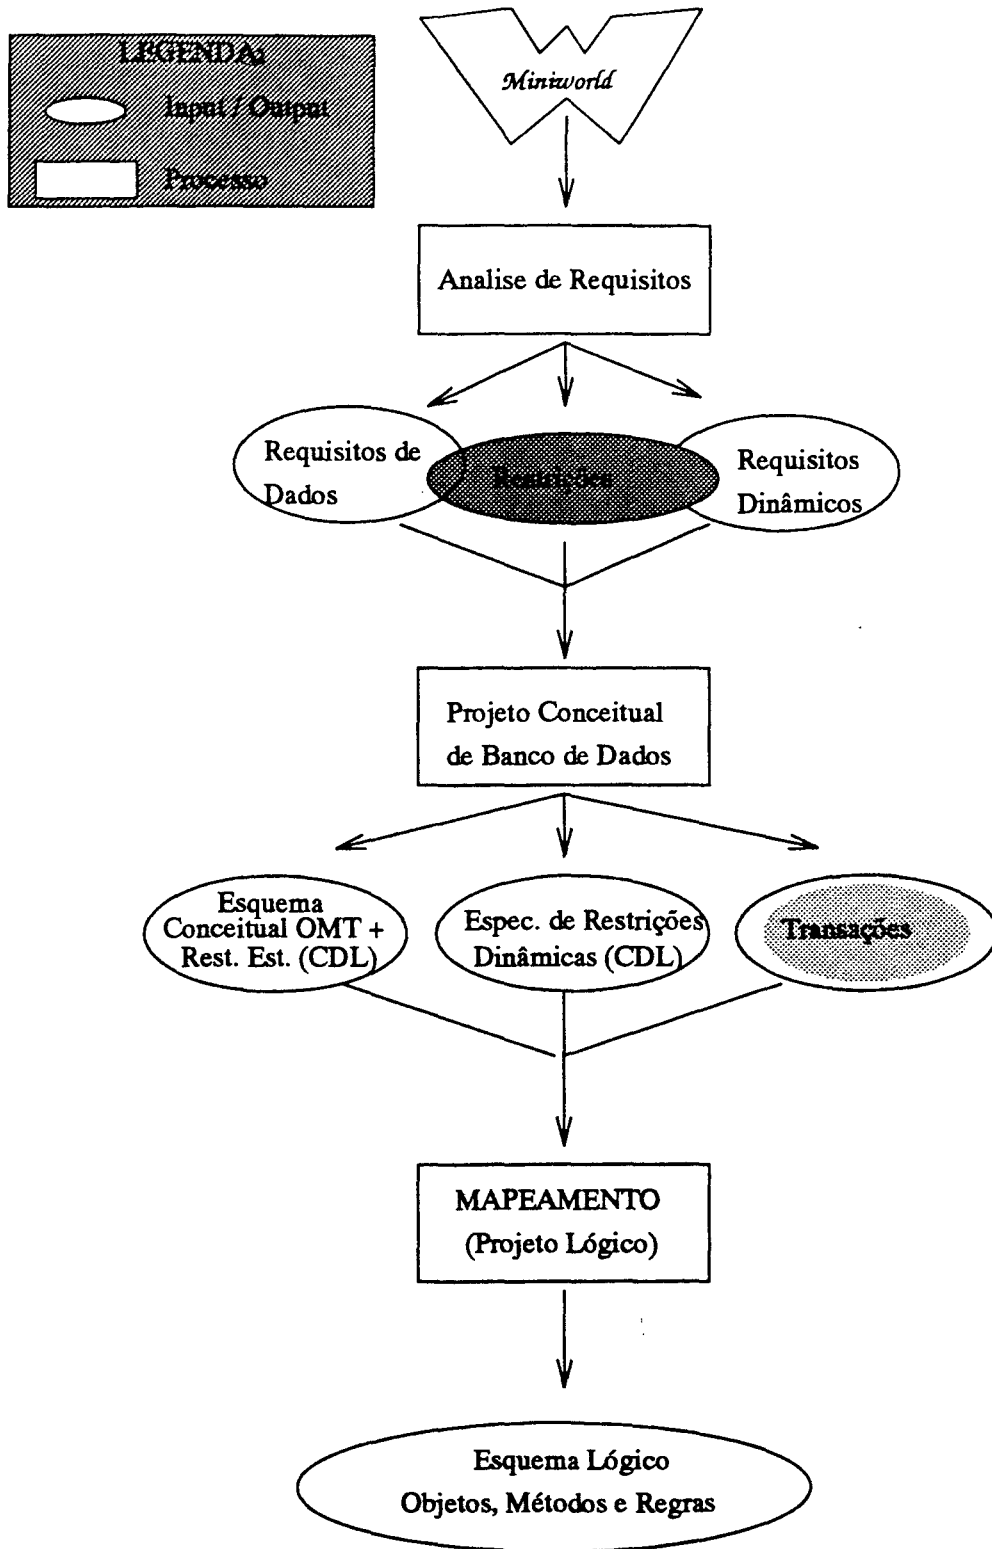 LEGENDA:
Input / Output
Processo
Miniworld
Analise de Requisitos
Requisitos de
Dados
Restrições
Requisitos
Dinâmicos
Projeto Conceitual
de Banco de Dados
Esquema
Conceitual OMT +
Rest. Est. (CDL)
Espec. de Restrições
Dinâmicas (CDL)
Transações
MAPEAMENTO
(Projeto Lógico)
Esquema Lógico
Objetos, Métodos e Regras